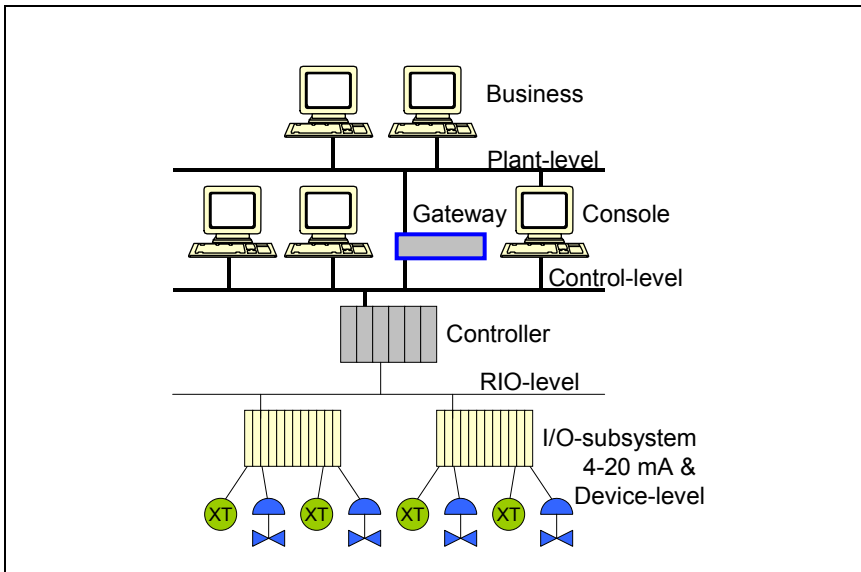 Business
Plant-level
Gateway
Console
Control-level
Controller
RIO-level
I/O-subsystem
4-20 mA &
Device-level
XT
XT
XT
XT